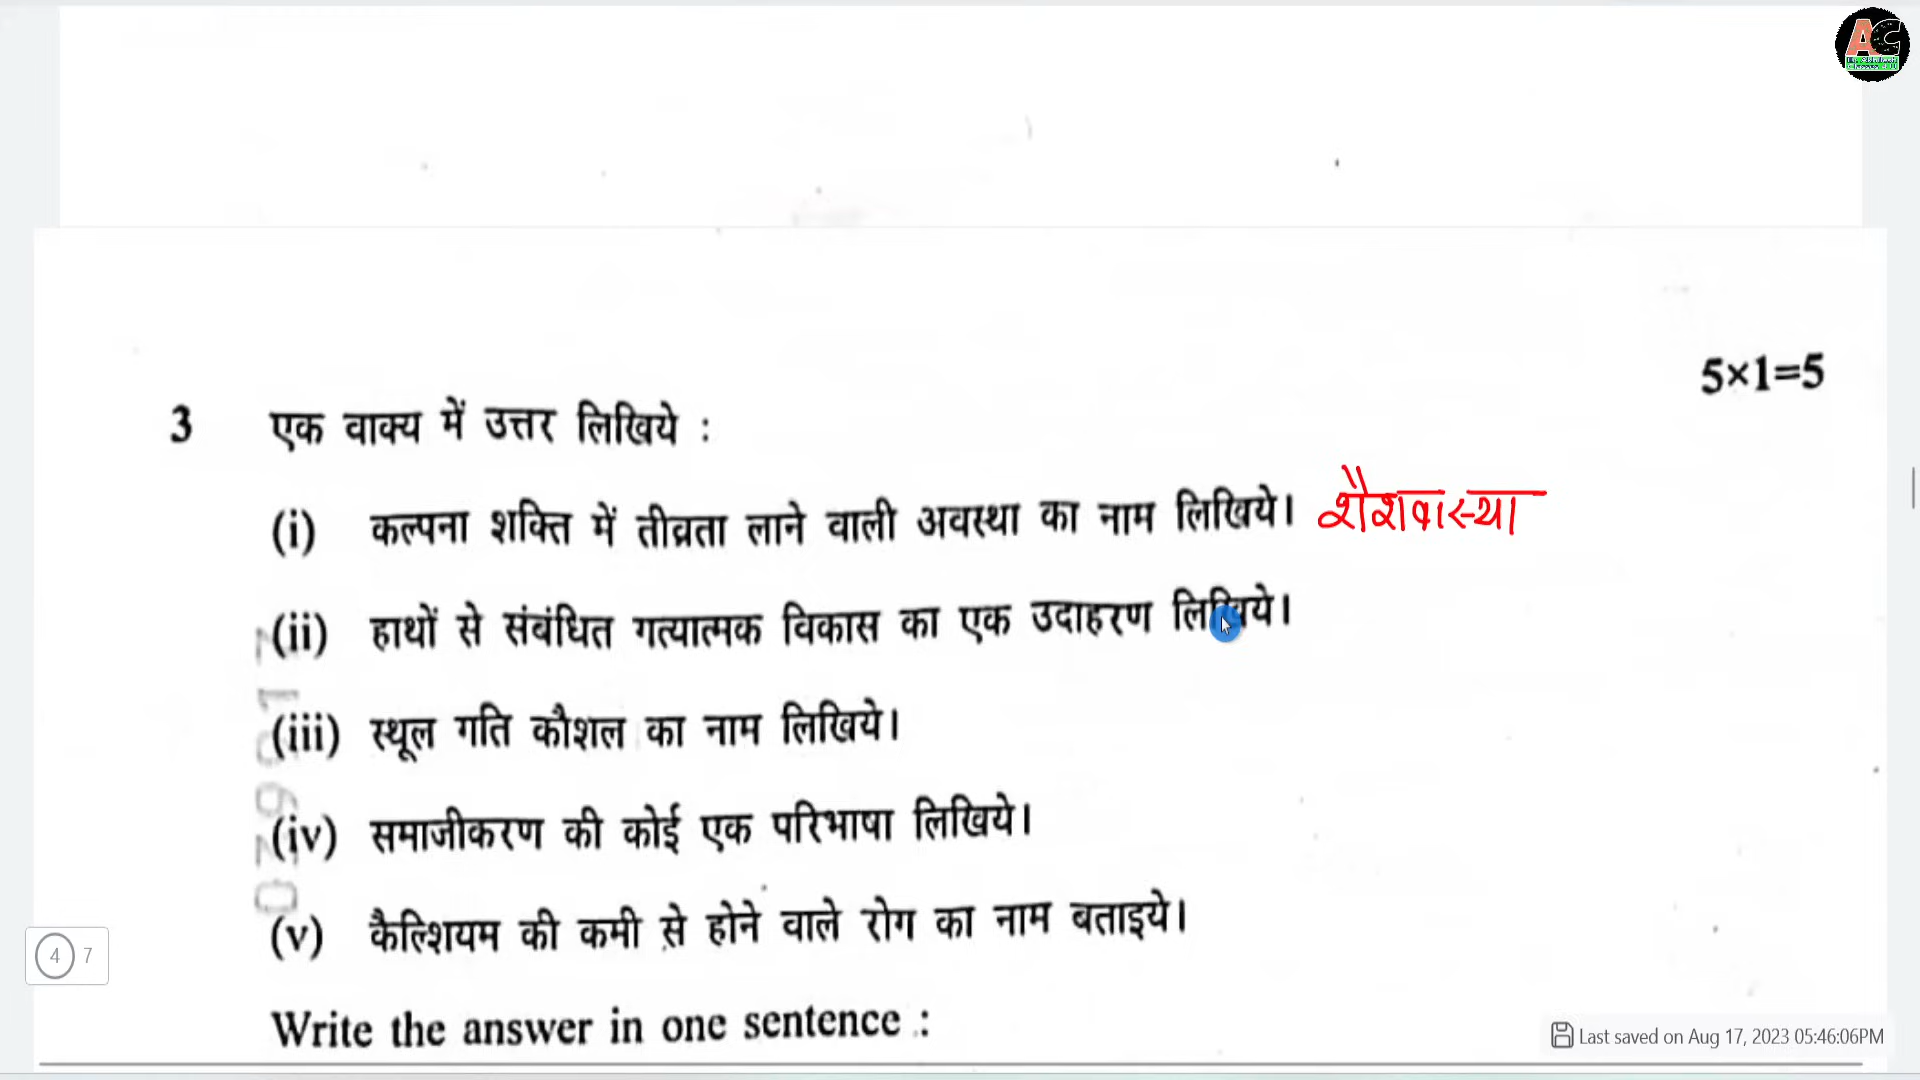 AC
5×1=5
3 एक वाक्य में उत्तर लिखिये :
(i) कल्पना शक्ति में तीव्रता लाने वाली अवस्था का नाम लिखिये। शैशवास्था
(ii) हाथों से संबंधित गत्यात्मक विकास का एक उदाहरण लिखिये।
(iii) स्थूल गति कौशल का नाम लिखिये।
(iv) समाजीकरण की कोई एक परिभाषा लिखिये।
(v) कैल्शियम की कमी से होने वाले रोग का नाम बताइये।
4 7
Write the answer in one sentence :
Last saved on Aug 17, 2023 05:46:06PM